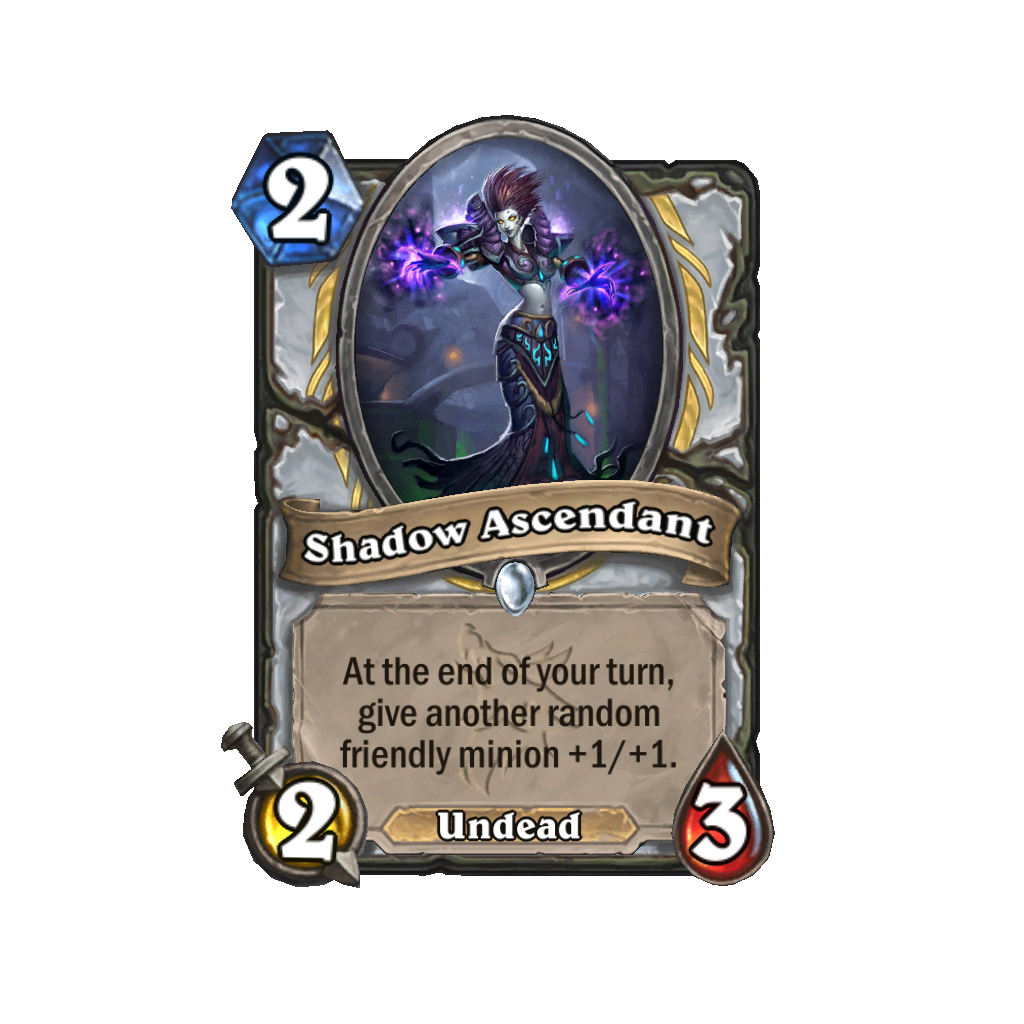 2
Shadow Ascendant
At the end of your turn,
give another random
friendly minion +1/+1.
2
Undead
3